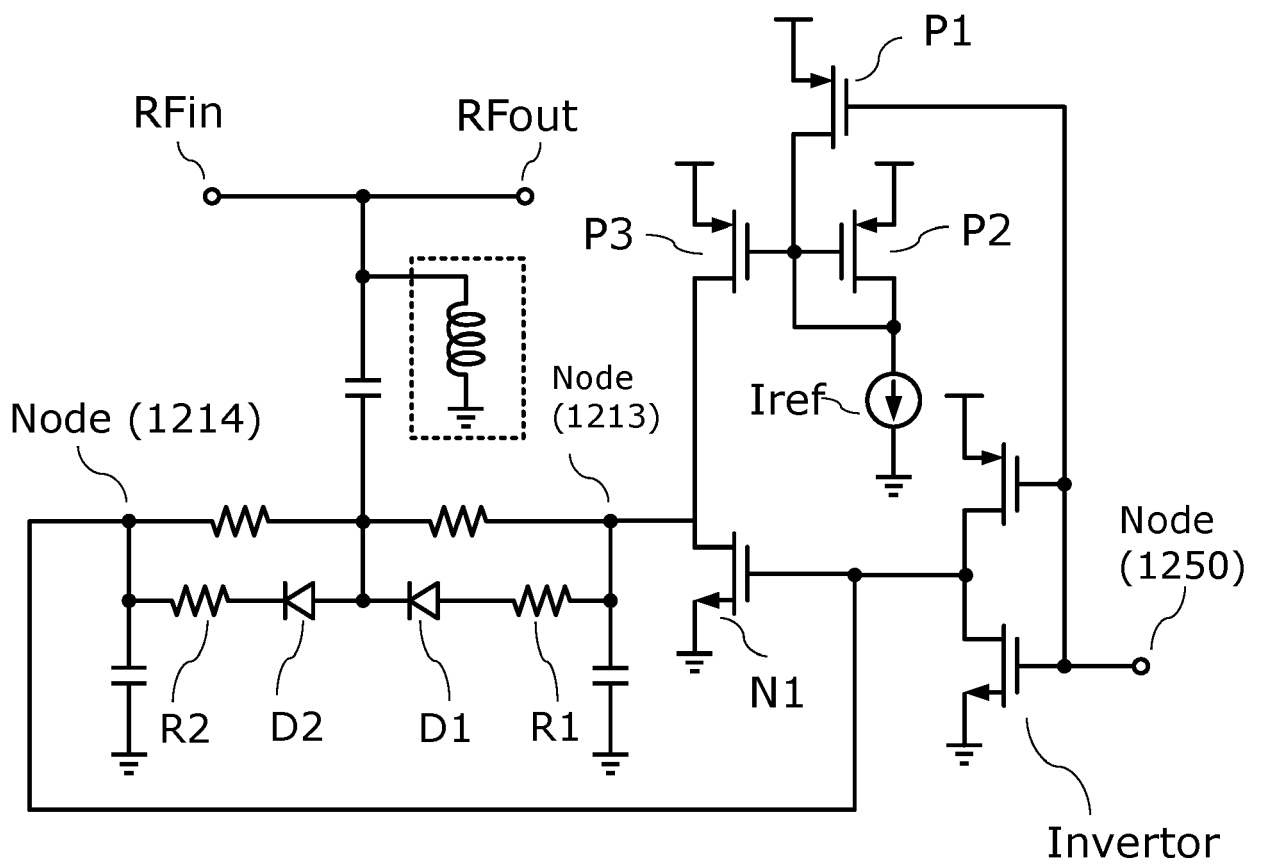 P1
RFin
RFout
P3
P2
Node
(1213)
Iref
Node (1214)
Node
(1250)
R2
D2
D1
R1
N1
Invertor